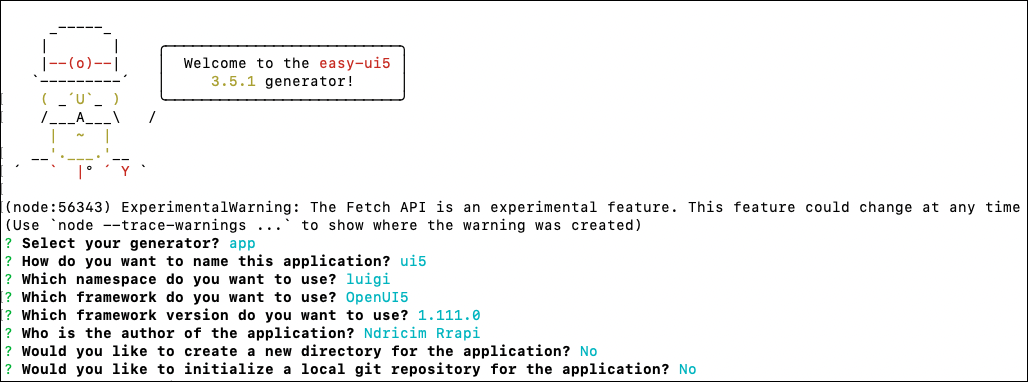 Welcome to the easy-ui5
3.5.1 generator!
(node:56343) ExperimentalWarning: The Fetch API is an experimental feature. This feature could change at any time
(Use `node --trace-warnings ...` to show where the warning was created)
? Select your generator? app
? How do you want to name this application? ui5
? Which namespace do you want to use? luigi
? Which framework do you want to use? OpenUI5
? Which framework version do you want to use? 1.111.0
? Who is the author of the application? Ndricim Rrapi
? Would you like to create a new directory for the application? No
? Would you like to initialize a local git repository for the application? No